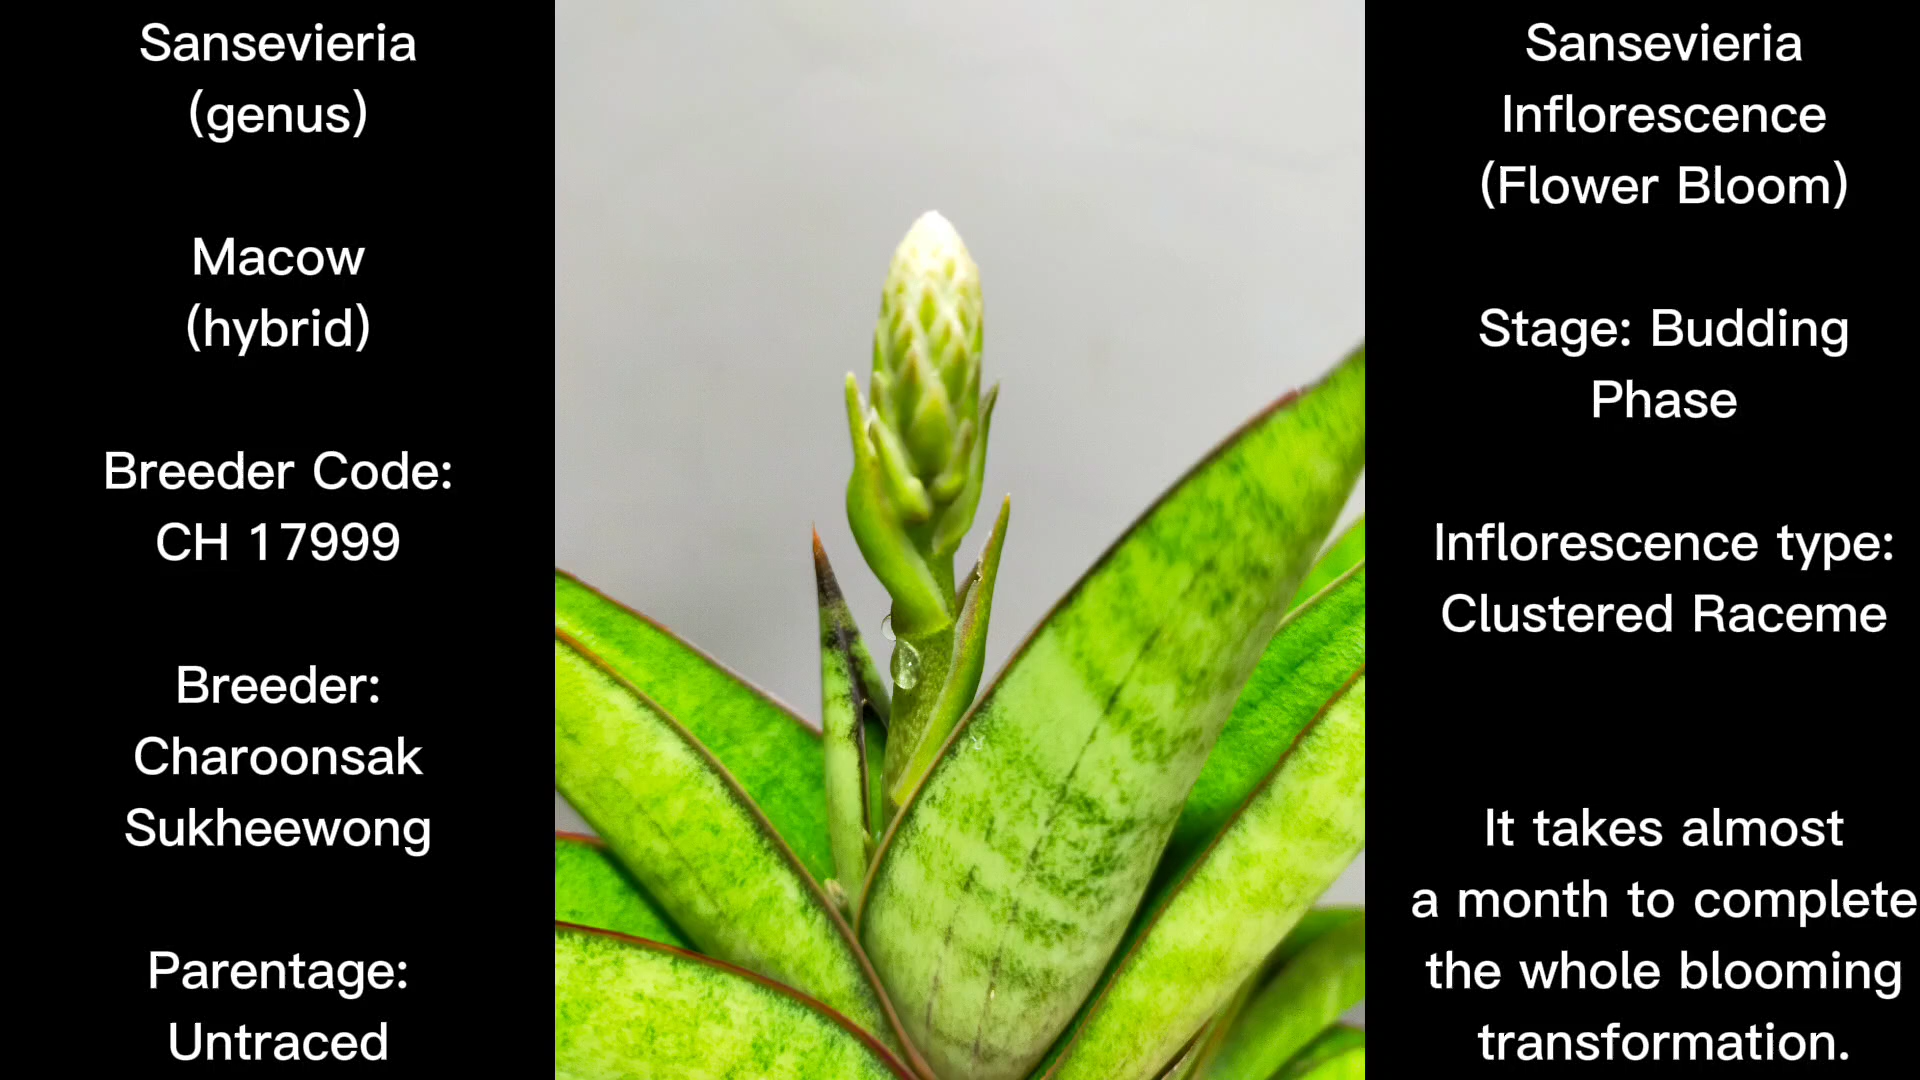 Sansevieria
(genus)
Macow
(hybrid)
Breeder Code:
CH 17999
Breeder:
Charoonsak
Sukheewong
Parentage:
Untraced
Sansevieria
Inflorescence
(Flower Bloom)
Stage: Budding
Phase
Inflorescence type:
Clustered Raceme
It takes almost
a month to complete
the whole blooming
transformation.